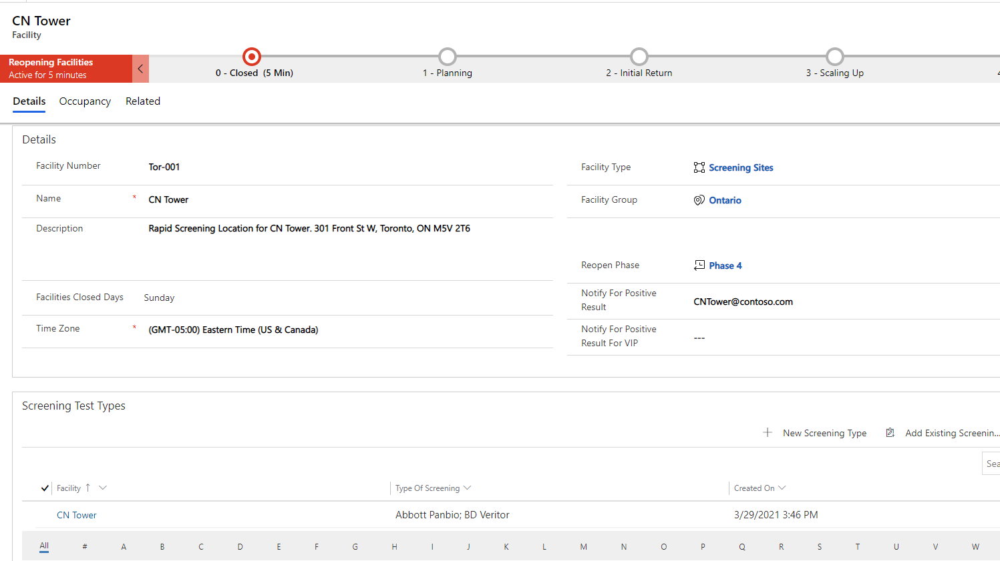 CN Tower
Facility
Reopening Facilities
Active for 5 minutes
0 - Closed (5 Min)
1 - Planning
2 - Initial Return
3 - Scaling Up
Details
Occupancy
Related
Details
Facility Number
Tor-001
Name
*
CN Tower
Description
Rapid Screening Location for CN Tower. 301 Front St W, Toronto, ON M5V 2T6
Facilities Closed Days
Sunday
Time Zone
*
(GMT-05:00) Eastern Time (US & Canada)
Facility Type
Screening Sites
Facility Group
Ontario
Reopen Phase
Phase 4
Notify For Positive
Result
CNTower@contoso.com
Notify For Positive
Result For VIP
---
Screening Test Types
New Screening Type
Add Existing Screenin...
Sea
Facility
Type Of Screening
Created On
CN Tower
Abbott Panbio; BD Veritor
3/29/2021 3:46 PM
All # A B C D E F G H I J K L M N O P Q R S T U V W